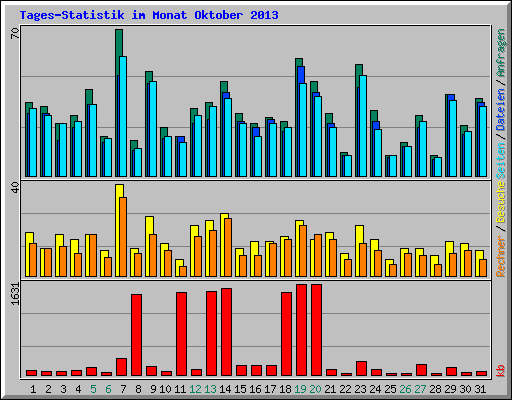 Tages-Statistik im Monat Oktober 2013
70
40
1631
Rechner / Besuche Seiten / Dateien / Anfragen
kb
1 2 3 4 5 6 7 8 9 10 11 12 13 14 15 16 17 18 19 20 21 22 23 24 25 26 27 28 29 30 31